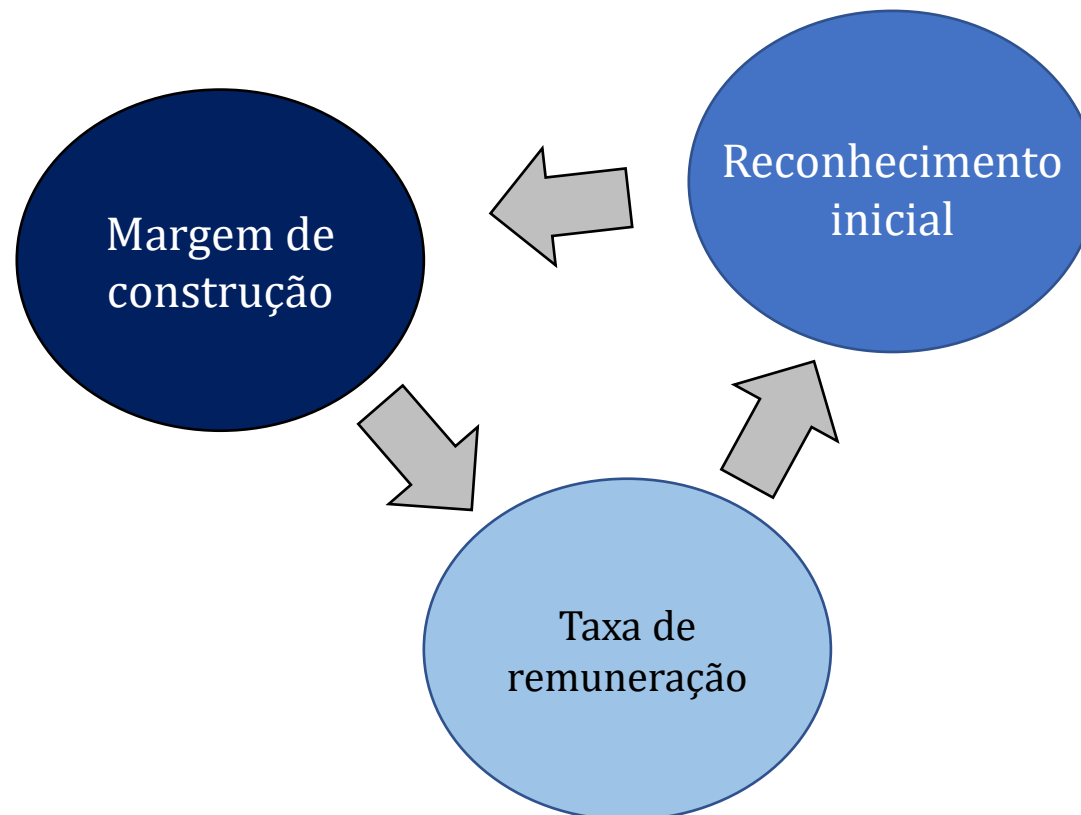 Reconhecimento
inicial
Margem de
construção
Taxa de
remuneração